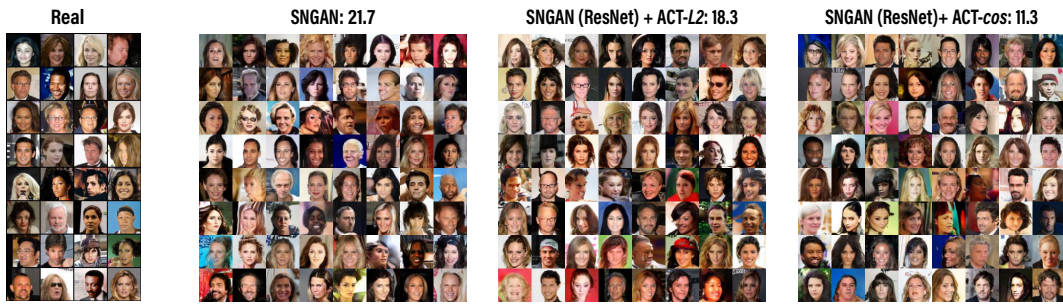 Real
SNGAN: 21.7
SNGAN (ResNet) + ACT-L2: 18.3
SNGAN (ResNet)+ ACT-cos: 11.3